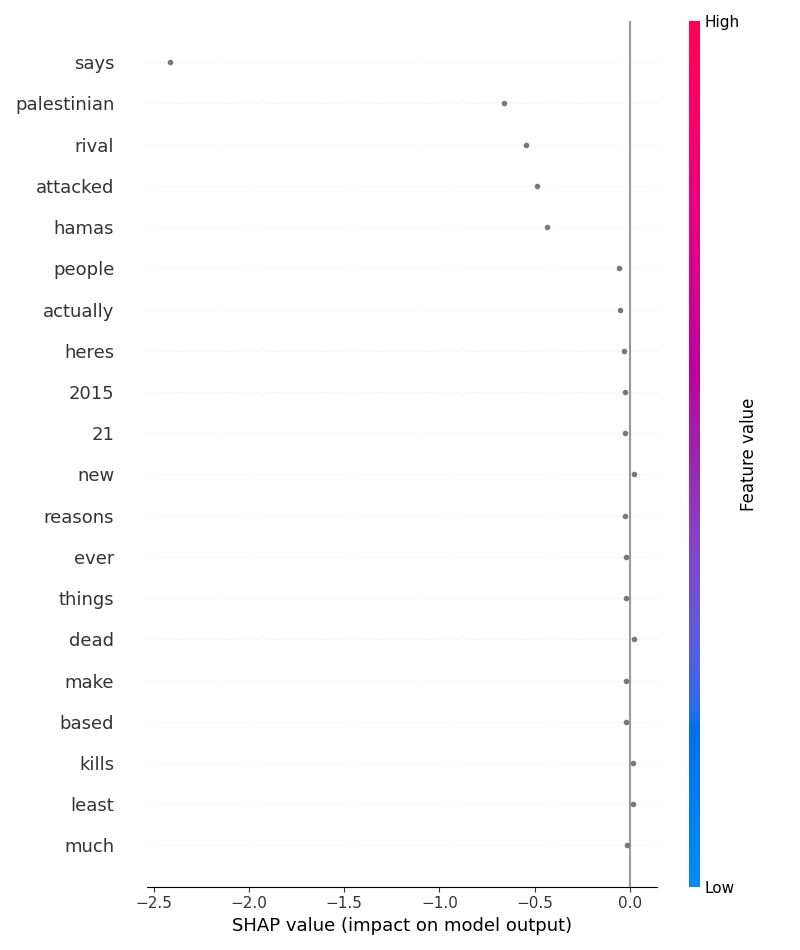 High
says
palestinian
rival
attacked
hamas
people
actually
heres
2015
21
new
reasons
ever
things
dead
make
based
kills
least
much
Feature value
Low
−2.5 −2.0 −1.5 −1.0 −0.5 0.0
SHAP value (impact on model output)